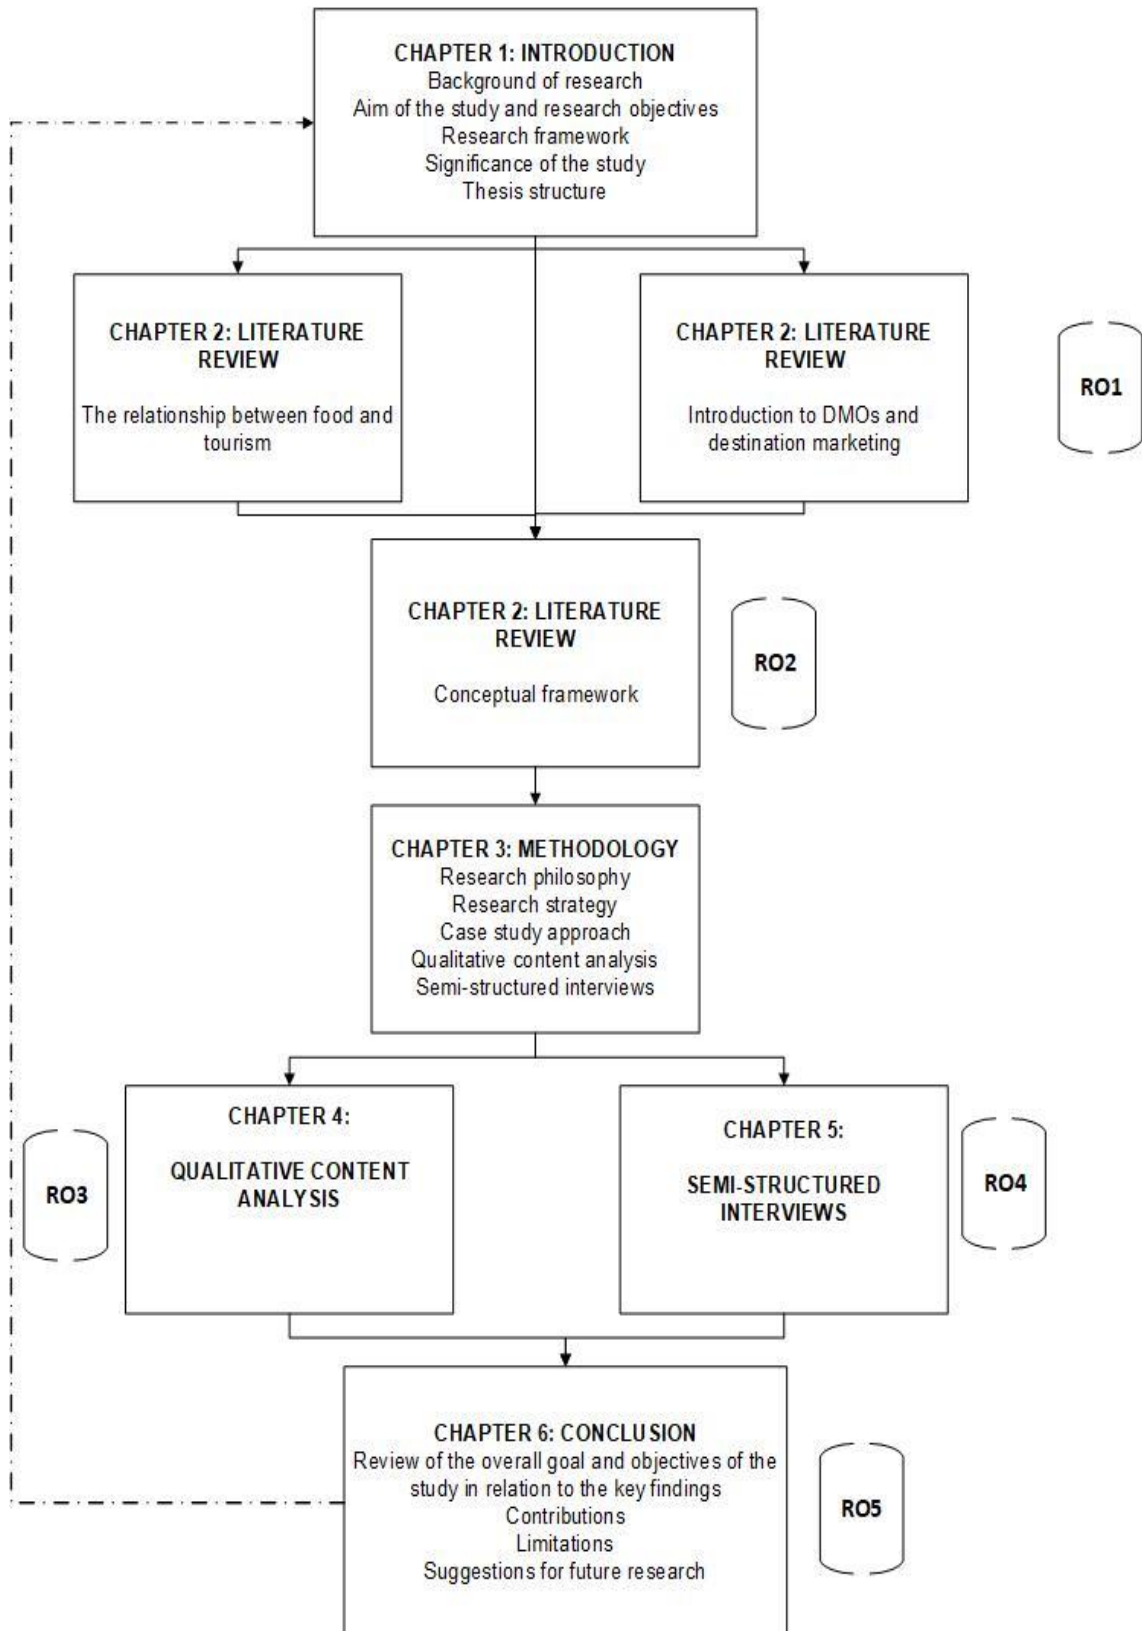 CHAPTER 1: INTRODUCTION
Background of research
Aim of the study and research objectives
Research framework
Significance of the study
Thesis structure
CHAPTER 2: LITERATURE
REVIEW
The relationship between food and
tourism
CHAPTER 2: LITERATURE
REVIEW
Introduction to DMOs and
destination marketing
RO1
CHAPTER 2: LITERATURE
REVIEW
Conceptual framework
RO2
CHAPTER 3: METHODOLOGY
Research philosophy
Research strategy
Case study approach
Qualitative content analysis
Semi-structured interviews
RO3
CHAPTER 4:
QUALITATIVE CONTENT
ANALYSIS
CHAPTER 5:
SEMI-STRUCTURED
INTERVIEWS
RO4
CHAPTER 6: CONCLUSION
Review of the overall goal and objectives of the
study in relation to the key findings
Contributions
Limitations
Suggestions for future research
RO5